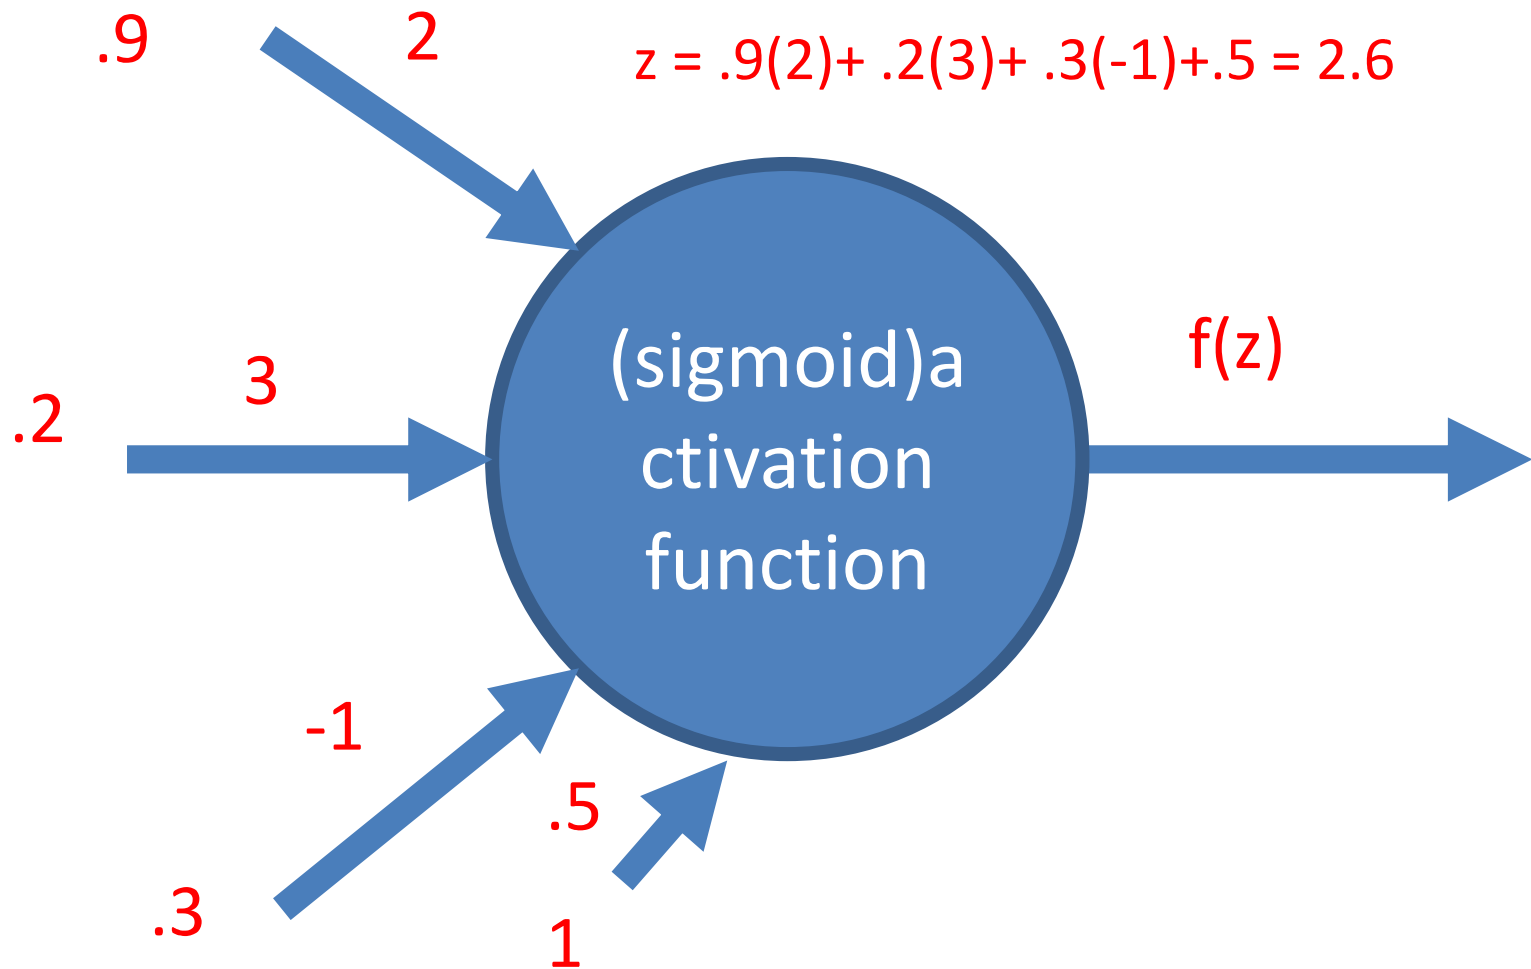 .9
2
z = .9(2)+ .2(3)+ .3(-1)+.5 = 2.6
.2
3
(sigmoid)a
ctivation
function
f(z)
-1
.5
.3
1